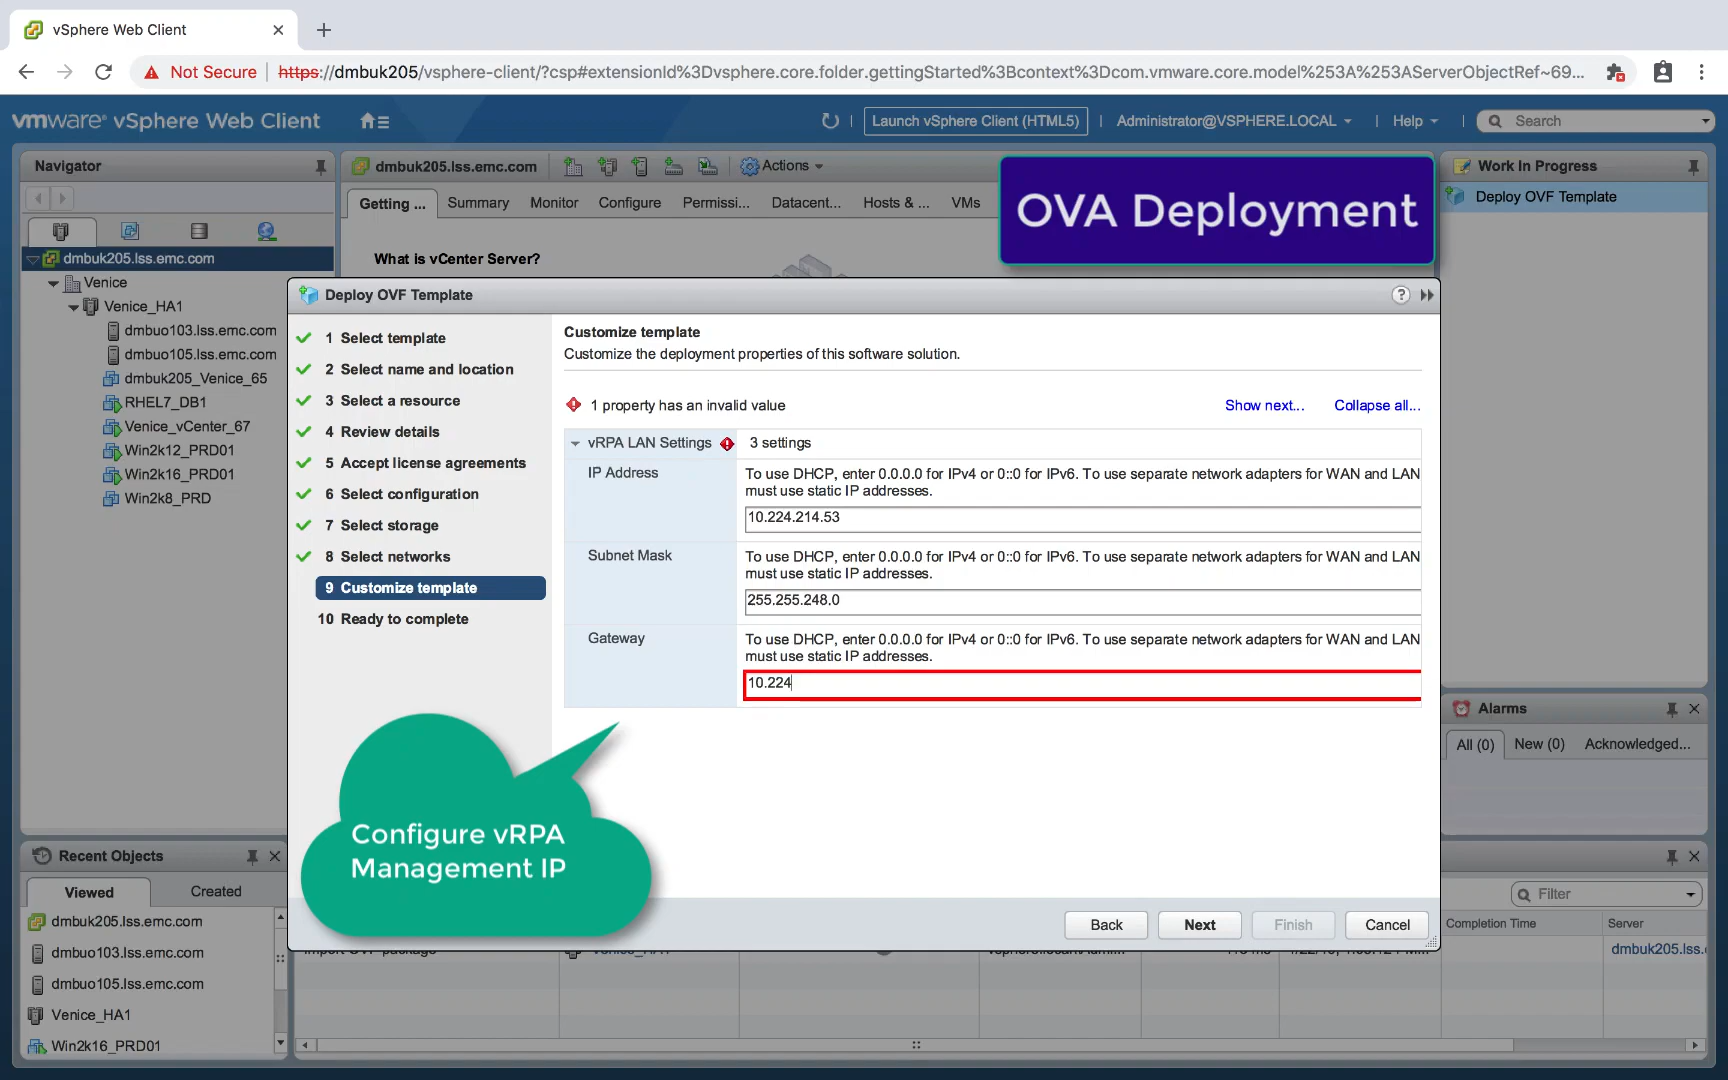 vSphere Web Client
Not Secure
https://dmbuk205/vsphere-client/?csp#extensionId%3Dvsphere.core.folder.gettingStarted%3Bcontext%3Dcom.vmware.core.model%253A%253AServerObjectRef~69...
vmware® vSphere Web Client
Launch vSphere Client (HTML5)
Administrator@VSPHERE.LOCAL
Help
Search
Navigator
dmbuk205.lss.emc.com
Venice
Venice_HA1
dmbuo103.lss.emc.com
dmbuo105.lss.emc.com
dmbuk205_Venice_65
RHEL7_DB1
Venice_vCenter_67
Win2k12_PRD01
Win2k16_PRD01
Win2k8_PRD
dmbuk205.lss.emc.com
Actions
Getting ...
Summary
Monitor
Configure
Permissi...
Datacent...
Hosts & ...
VMs
What is vCenter Server?
OVA Deployment
Work In Progress
Deploy OVF Template
Deploy OVF Template
1 Select template
2 Select name and location
3 Select a resource
4 Review details
5 Accept license agreements
6 Select configuration
7 Select storage
8 Select networks
9 Customize template
10 Ready to complete
Customize template
Customize the deployment properties of this software solution.
1 property has an invalid value
Show next...
Collapse all...
vRPA LAN Settings
3 settings
IP Address
To use DHCP, enter 0.0.0.0 for IPv4 or 0::0 for IPv6. To use separate network adapters for WAN and LAN
must use static IP addresses.
10.224.214.53
Subnet Mask
To use DHCP, enter 0.0.0.0 for IPv4 or 0::0 for IPv6. To use separate network adapters for WAN and LAN
must use static IP addresses.
255.255.248.0
Gateway
To use DHCP, enter 0.0.0.0 for IPv4 or 0::0 for IPv6. To use separate network adapters for WAN and LAN
must use static IP addresses.
10.224
Configure vRPA
Management IP
Back
Next
Finish
Cancel
Alarms
All (0)
New (0)
Acknowledged...
Recent Objects
Viewed
Created
dmbuk205.lss.emc.com
dmbuo103.lss.emc.com
dmbuo105.lss.emc.com
Venice_HA1
Win2k16_PRD01
Filter
Completion Time
Server
dmbuk205.lss.